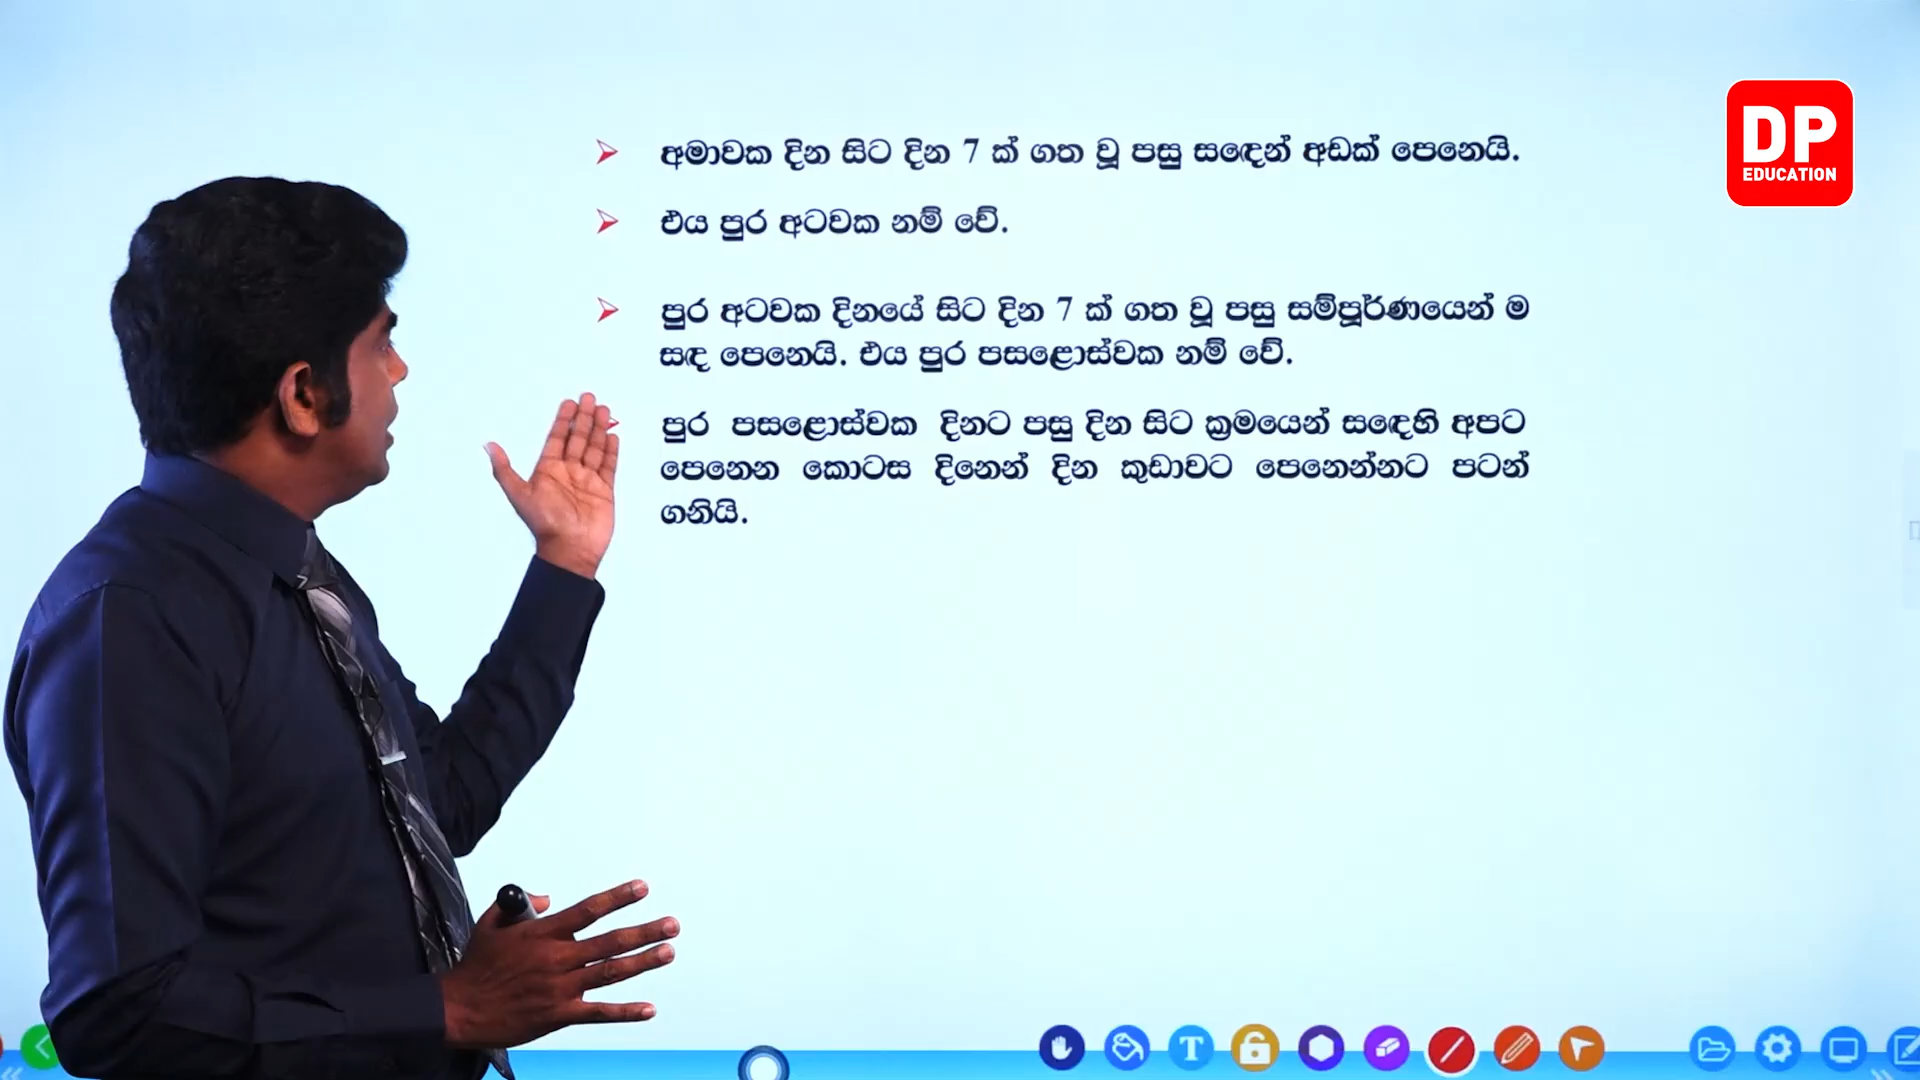 DP
EDUCATION
අමාවක දින සිට දින 7 ක් ගත වූ පසු සඳෙන් අඩක් පෙනෙයි.
එය පුර අටවක නම් වේ.
පුර අටවක දිනයේ සිට දින 7 ක් ගත වූ පසු සම්පූර්ණයෙන් ම
සඳ පෙනෙයි. එය පුර පසළොස්වක නම් වේ.
පුර පසළොස්වක දිනට පසු දින සිට ක්‍රමයෙන් සඳෙහි අපට
පෙනෙන කොටස දිනෙන් දින කුඩාවට පෙනෙන්නට පටන්
ගනියි.
T